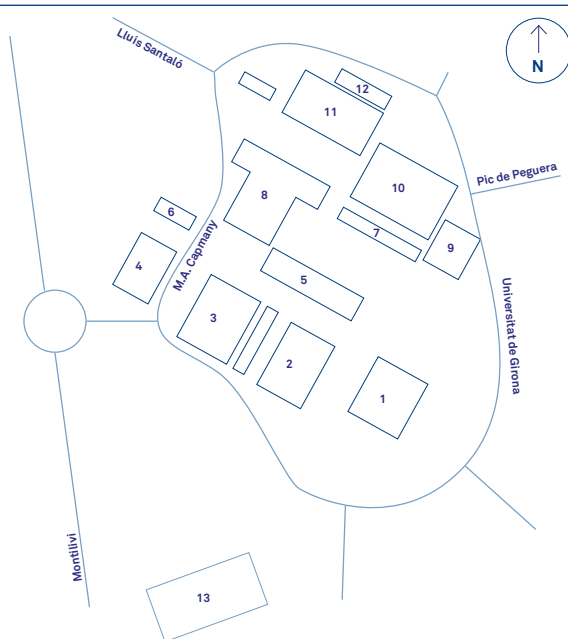 Lluís Santaló
N
12
11
10
Pic de Peguera
8
6
7
9
4
M.A. Capmany
5
3
2
1
Universitat de Girona
Montilivi
13